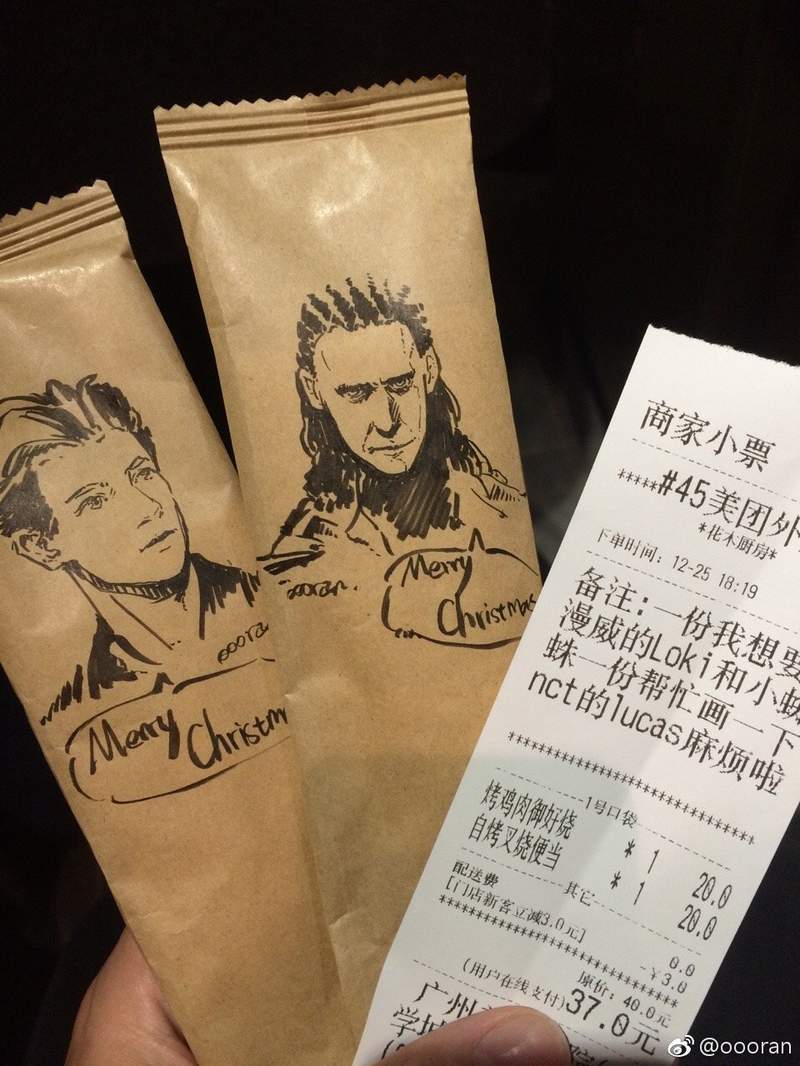 oooran
Merry
Christm
oooran
Merry
Christmas
商家小票
*****#45美团外
*花木厨房*
下单时间: 12-25 18:19
备注:一份我想要
漫威的Loki和小蜘
蛛一份帮忙画一下
nct的lucas麻烦啦
********************************
1号口袋
烤鸡肉御好烧 *1 20.0
自烤叉烧便当 *1 20.0
其它
配送费 0.0
[门店新客立减3.0元] -￥3.0
********************************
原价: 40.0元
(用户在线支付)37.0元
广州
@oooran